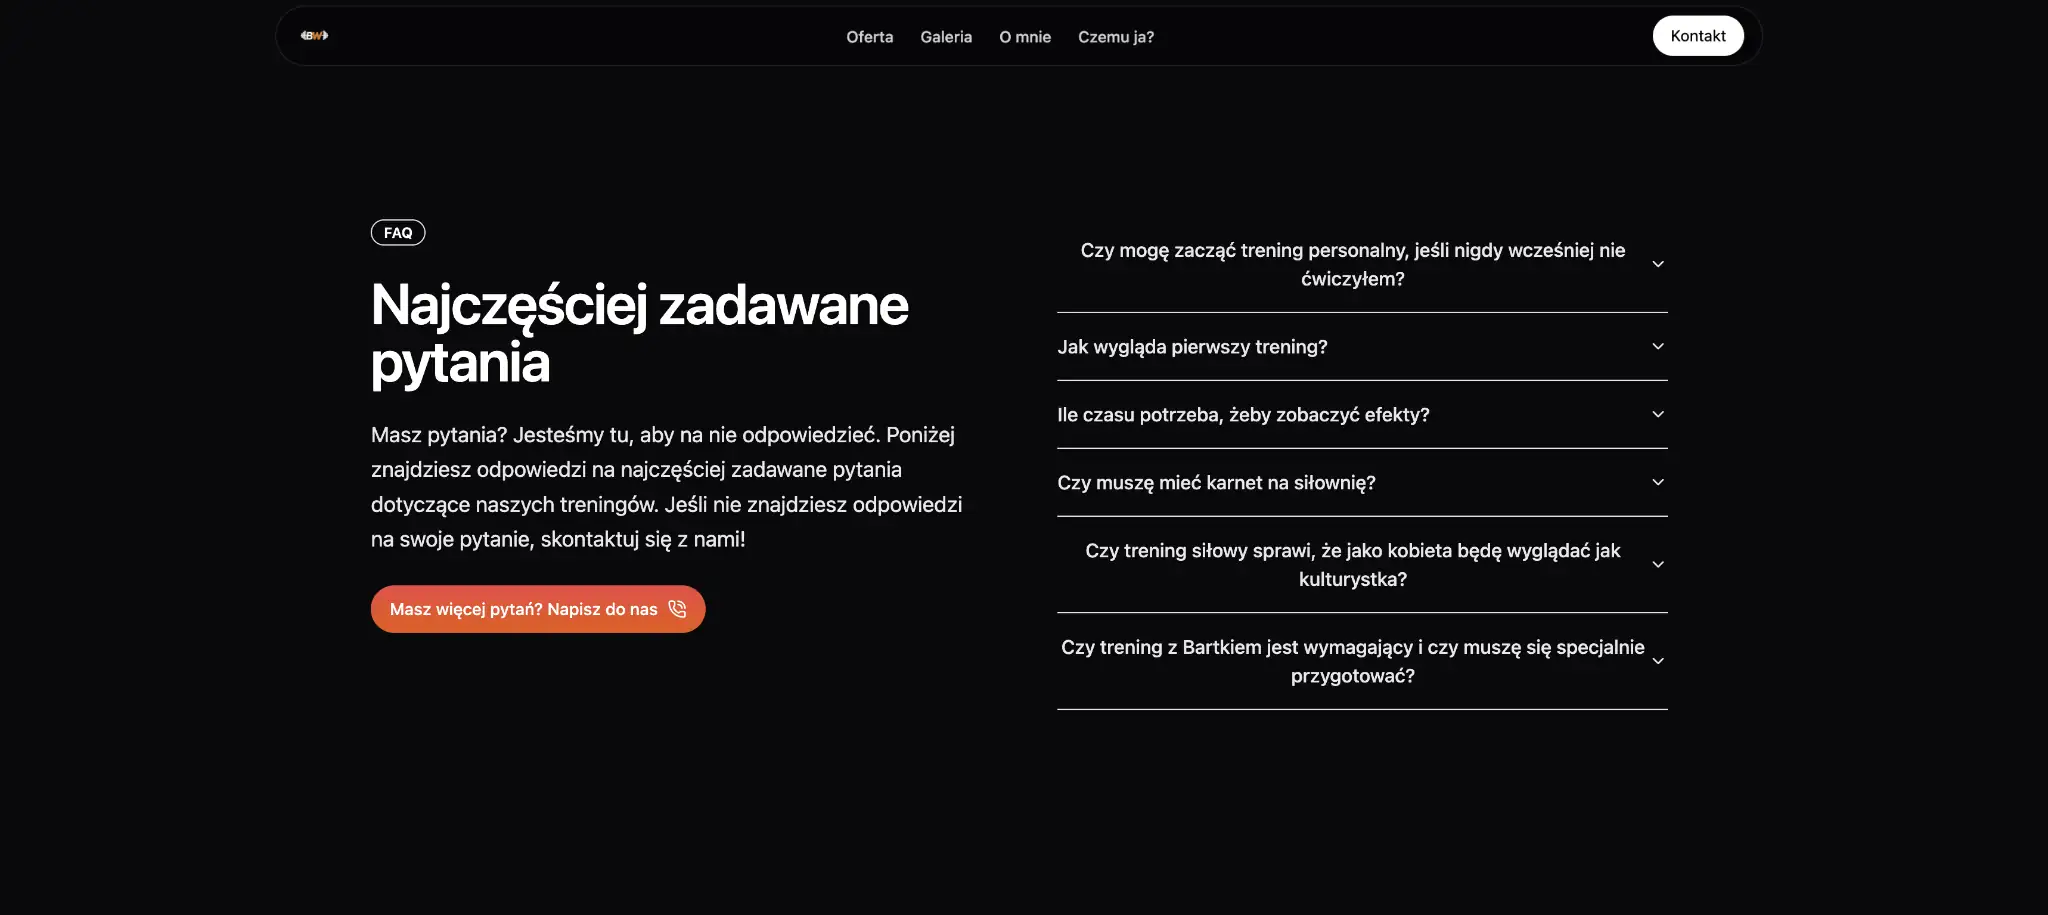 BW
Oferta
Galeria
O mnie
Czemu ja?
Kontakt
FAQ
Najczęściej zadawane
pytania
Masz pytania? Jesteśmy tu, aby na nie odpowiedzieć. Poniżej
znajdziesz odpowiedzi na najczęściej zadawane pytania
dotyczące naszych treningów. Jeśli nie znajdziesz odpowiedzi
na swoje pytanie, skontaktuj się z nami!
Masz więcej pytań? Napisz do nas
Czy mogę zacząć trening personalny, jeśli nigdy wcześniej nie
ćwiczyłem?
Jak wygląda pierwszy trening?
Ile czasu potrzeba, żeby zobaczyć efekty?
Czy muszę mieć karnet na siłownię?
Czy trening siłowy sprawi, że jako kobieta będę wyglądać jak
kulturystka?
Czy trening z Bartkiem jest wymagający i czy muszę się specjalnie
przygotować?